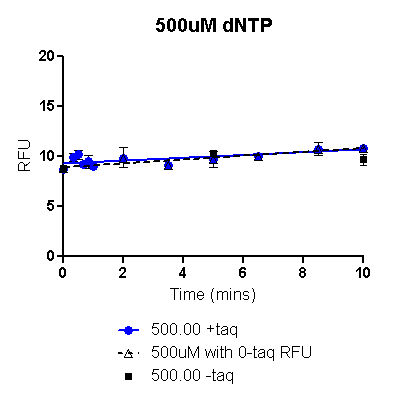 500uM dNTP
20
15
10
5
0
RFU
0 2 4 6 8 10
Time (mins)
500.00 +taq
500uM with 0-taq RFU
500.00 -taq